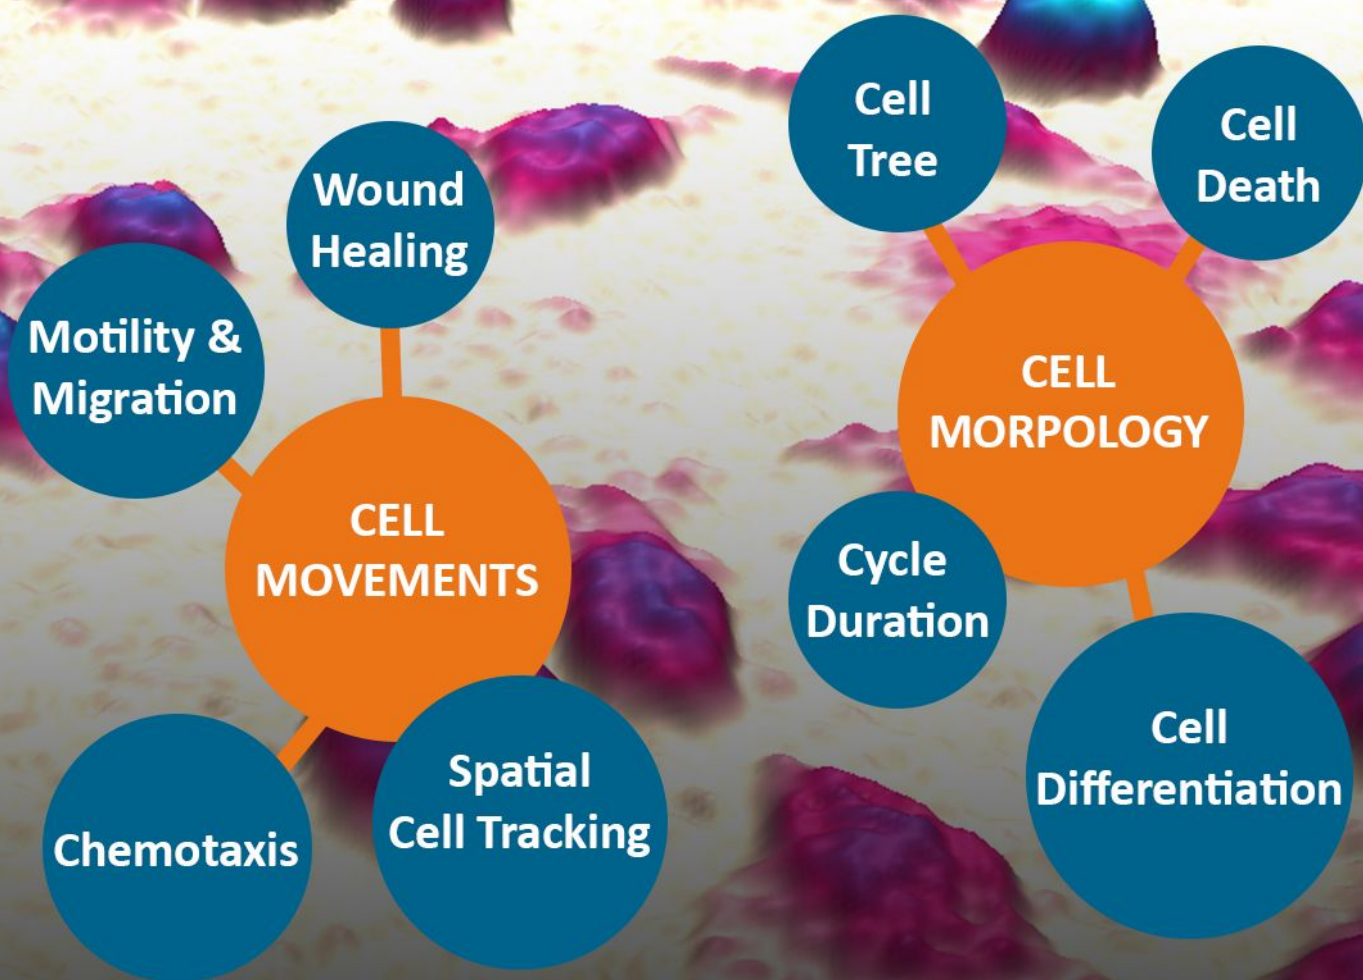 Wound
Healing
Motility &
Migration
CELL
MOVEMENTS
Chemotaxis
Spatial
Cell Tracking
Cell
Tree
Cell
Death
CELL
MORPOLOGY
Cycle
Duration
Cell
Differentiation